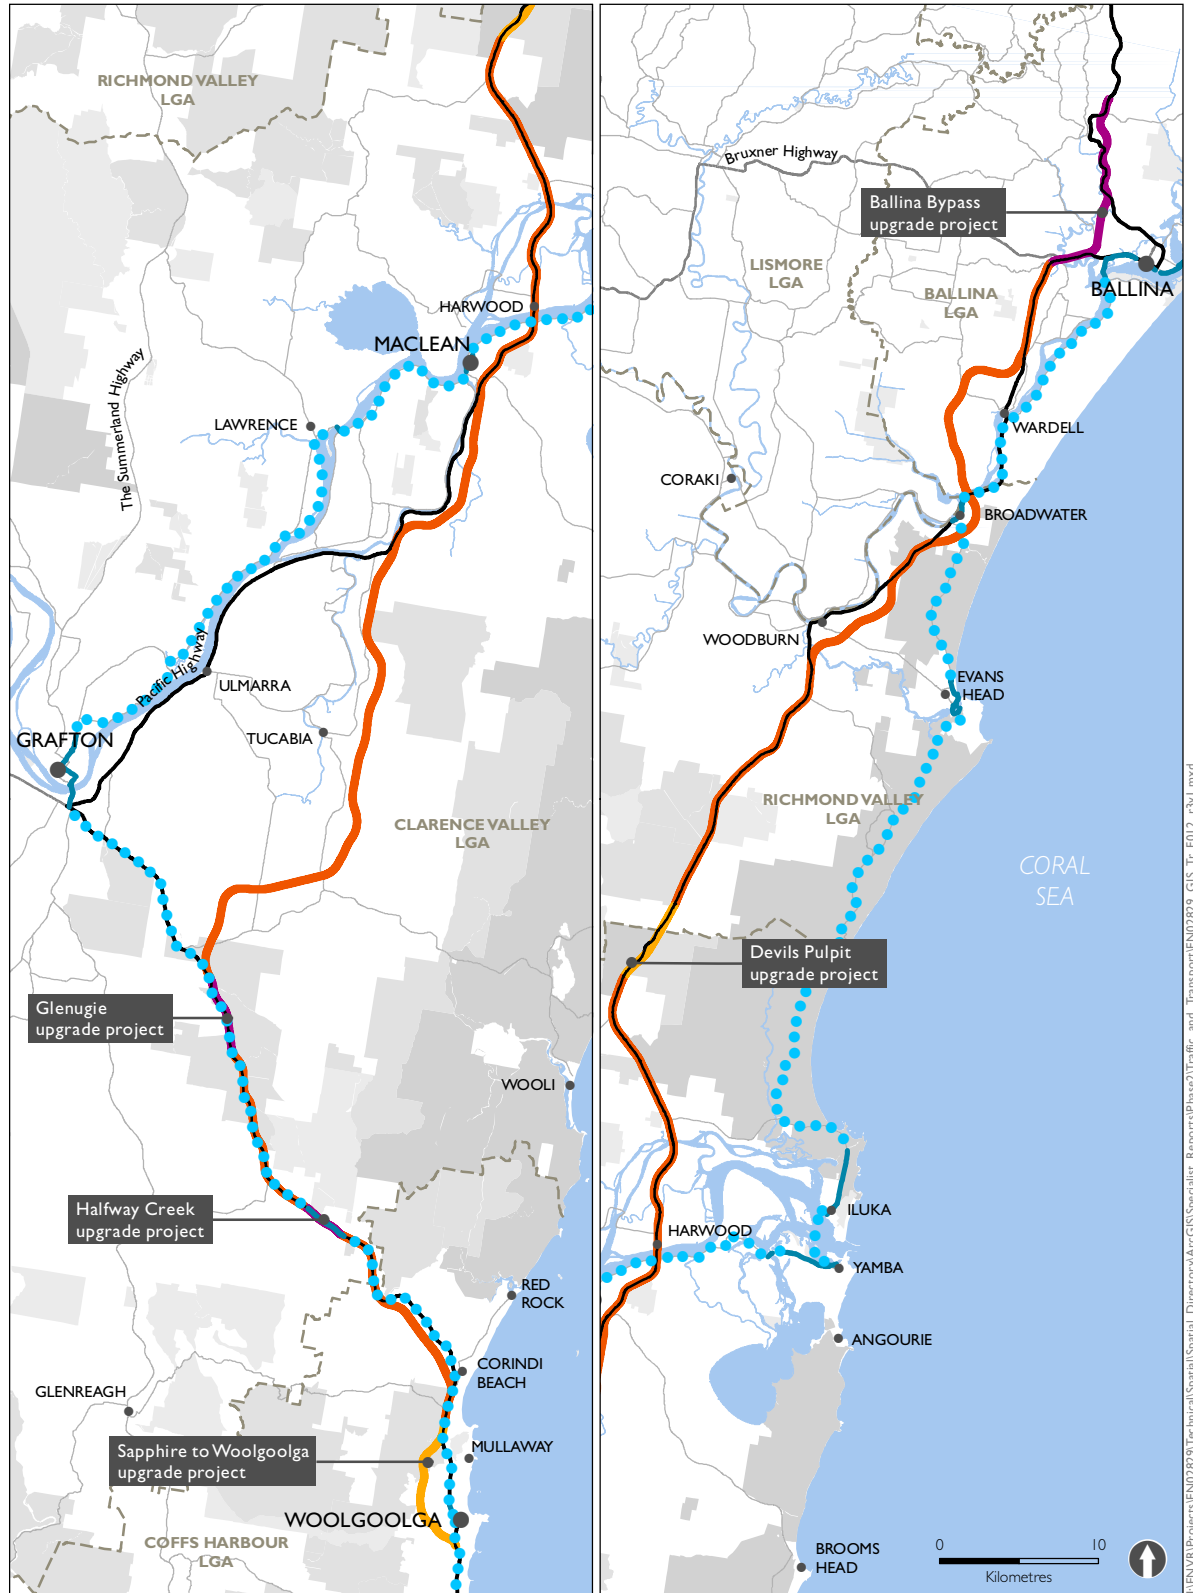 RICHMOND VALLEY
LGA
HARWOOD
MACLEAN
The Summerland Highway
LAWRENCE
Pacific Highway
ULMARRA
GRAFTON
TUCABIA
CLARENCE VALLEY
LGA
Glenugie
upgrade project
WOOLI
Halfway Creek
upgrade project
RED
ROCK
CORINDI
BEACH
GLENREAGH
MULLAWAY
Sapphire to Woolgoolga
upgrade project
WOOLGOOLGA
COFFS HARBOUR
LGA
Bruxner Highway
Ballina Bypass
upgrade project
LISMORE
LGA
BALLINA
LGA
BALLINA
WARDELL
CORAKI
BROADWATER
WOODBURN
EVANS
HEAD
RICHMOND VALLEY
LGA
CORAL
SEA
Devils Pulpit
upgrade project
ILUKA
HARWOOD
YAMBA
ANGOURIE
BROOMS
HEAD
0 10
Kilometres